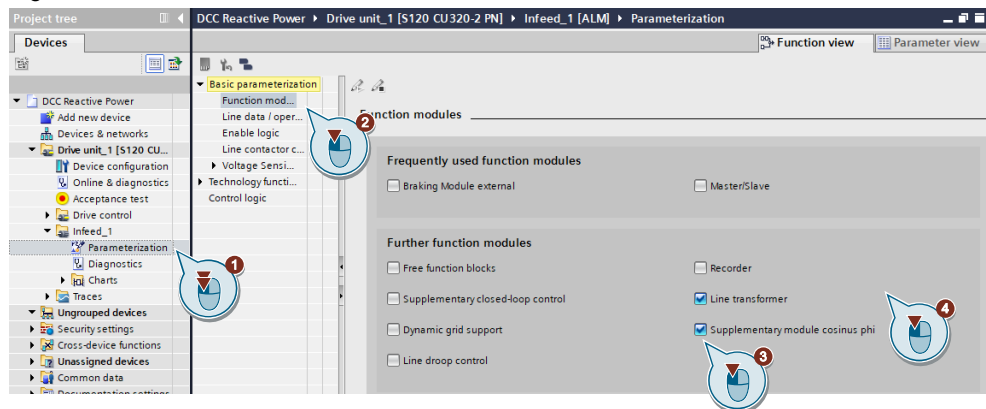 Project tree
DCC Reactive Power ▸ Drive unit_1 [S120 CU320-2 PN] ▸ Infeed_1 [ALM] ▸ Parameterization
Devices
Function view
Parameter view
Basic parameterization
Function mod...
Line data / oper...
Enable logic
Line contactor c...
Voltage Sensi...
Technology functi...
Control logic
DCC Reactive Power
Add new device
Devices & networks
Drive unit_1 [S120 CU...
Device configuration
Online & diagnostics
Acceptance test
Drive control
Infeed_1
Parameterization
Diagnostics
Charts
Traces
Ungrouped devices
Security settings
Cross-device functions
Unassigned devices
Common data
Documentation settings
nction modules
Frequently used function modules
Braking Module external
Master/Slave
Further function modules
Free function blocks
Recorder
Supplementary closed-loop control
Line transformer
Dynamic grid support
Supplementary module cosinus phi
Line droop control
1
2
3
4